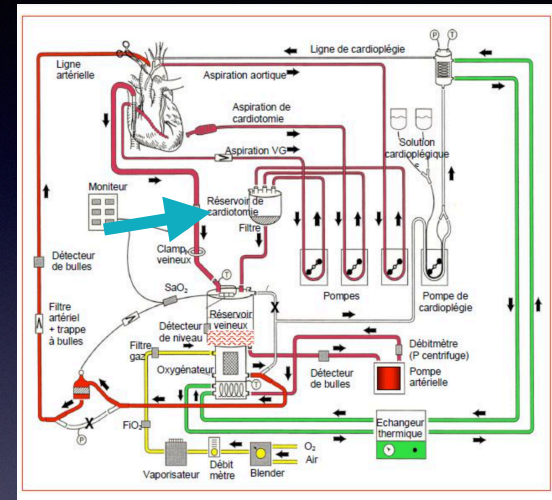 P
T
Ligne
artérielle
Ligne de cardioplégie
Aspiration aortique
Aspiration de
cardiotomie
Aspiration VG
Solution
cardioplégique
Moniteur
Réservoir de
cardiotomie
Filtre
Clamp
veineux
T
Détecteur
de bulles
SaO₂
Pompes
Pompe de
cardioplégie
X
Filtre
artériel
+ trappe
à bulles
Détecteur
de niveau
Réservoir
veineux
Filtre
gaz
Oxygénateur
T
Débitmètre
(P centrifuge)
Détecteur
de bulles
Pompe
artérielle
X
P
FiO₂
Echangeur
thermique
O₂
Air
Vaporisateur
Débit
mètre
Blender